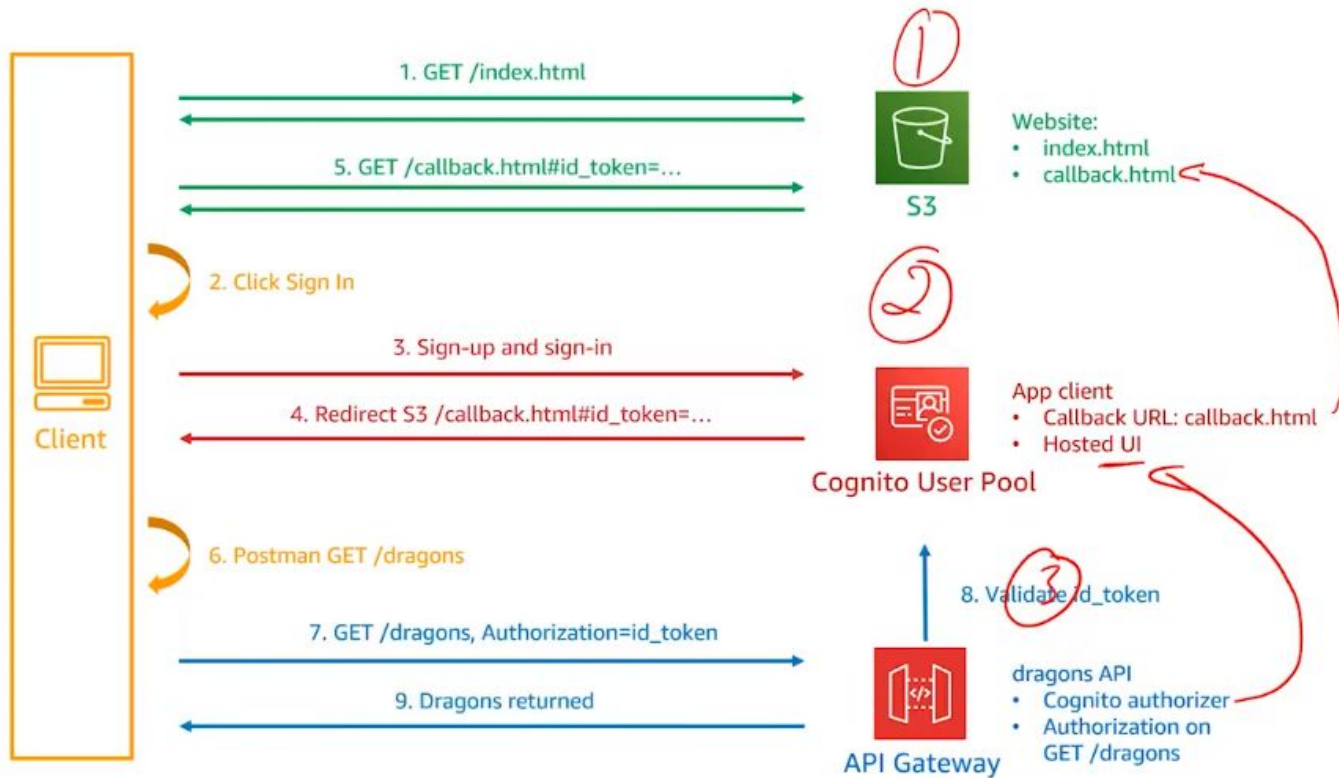 1
1. GET /index.html
Website:
• index.html
• callback.html
5. GET /callback.html#id_token=...
S3
2. Click Sign In
2
3. Sign-up and sign-in
App client
• Callback URL: callback.html
• Hosted UI
4. Redirect S3 /callback.html#id_token=...
Client
Cognito User Pool
6. Postman GET /dragons
3
8. Validate id_token
7. GET /dragons, Authorization=id_token
dragons API
• Cognito authorizer
• Authorization on
GET /dragons
9. Dragons returned
</>
API Gateway